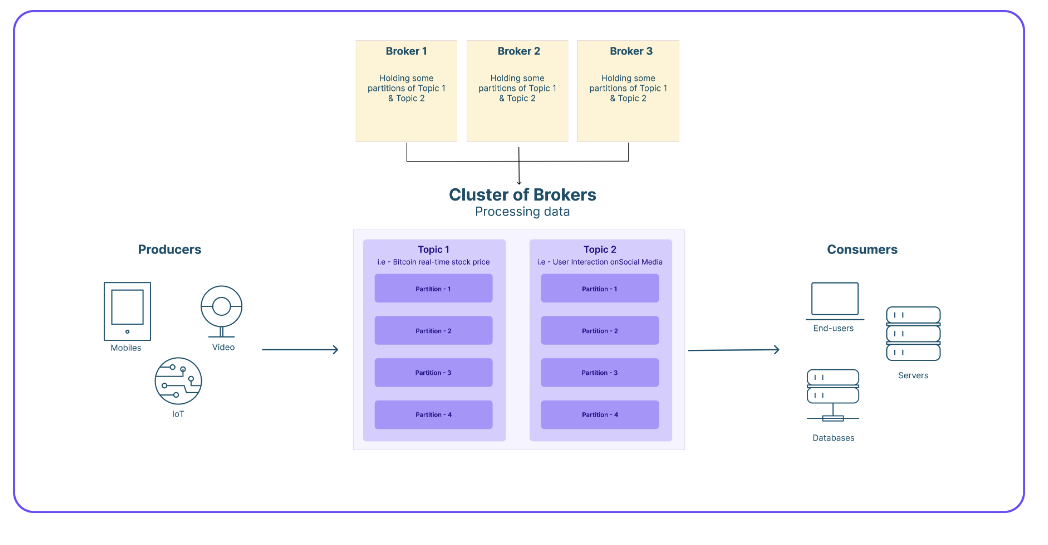 Broker 1
Holding some
partitions of Topic 1
& Topic 2
Broker 2
Holding some
partitions of Topic 1
& Topic 2
Broker 3
Holding some
partitions of Topic 1
& Topic 2
Cluster of Brokers
Processing data
Producers
Mobiles
Video
IoT
Topic 1
i.e - Bitcoin real-time stock price
Partition - 1
Partition - 2
Partition - 3
Partition - 4
Topic 2
i.e - User Interaction onSocial Media
Partition - 1
Partition - 2
Partition - 3
Partition - 4
Consumers
End-users
Servers
Databases